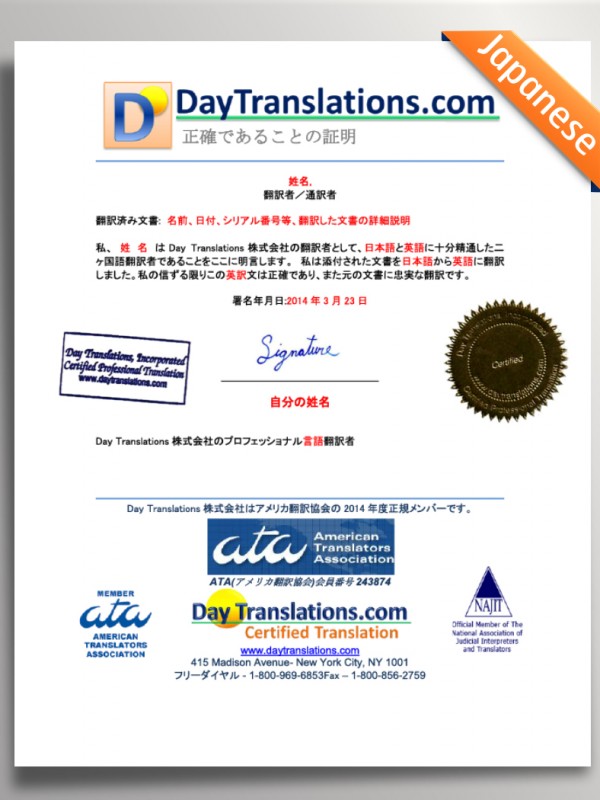 Japanese
D DayTranslations.com
正確であることの証明
姓名,
翻訳者／通訳者
翻訳済み文書: 名前、日付、シリアル番号等、翻訳した文書の詳細説明
私、 姓 名 は Day Translations 株式会社の翻訳者として、日本語と英語に十分精通した二
ヶ国語翻訳者であることをここに明言します。 私は添付された文書を日本語から英語に翻訳
しました。私の信ずる限りこの英訳文は正確であり、また元の文書に忠実な翻訳です。
署名年月日:2014 年 3 月 23 日
Day Translations, Incorporated
Certified Professional Translation
www.daytranslations.com
Signature
Day Translations, Incorporated
Certified
www.daytranslations.com
Certified Professional Translation
自分の姓名
Day Translations 株式会社のプロフェッショナル言語翻訳者
Day Translations 株式会社はアメリカ翻訳協会の 2014 年度正規メンバーです。
ata American
Translators
Association
ATA(アメリカ翻訳協会)会員番号 243874
MEMBER
ata
AMERICAN
TRANSLATORS
ASSOCIATION
Day Translations.com
Certified Translation
www.daytranslations.com
415 Madison Avenue- New York City, NY 1001
フリーダイヤル - 1-800-969-6853Fax – 1-800-856-2759
NAJIT
Official Member of The
National Association of
Judicial Interpreters
and Translators